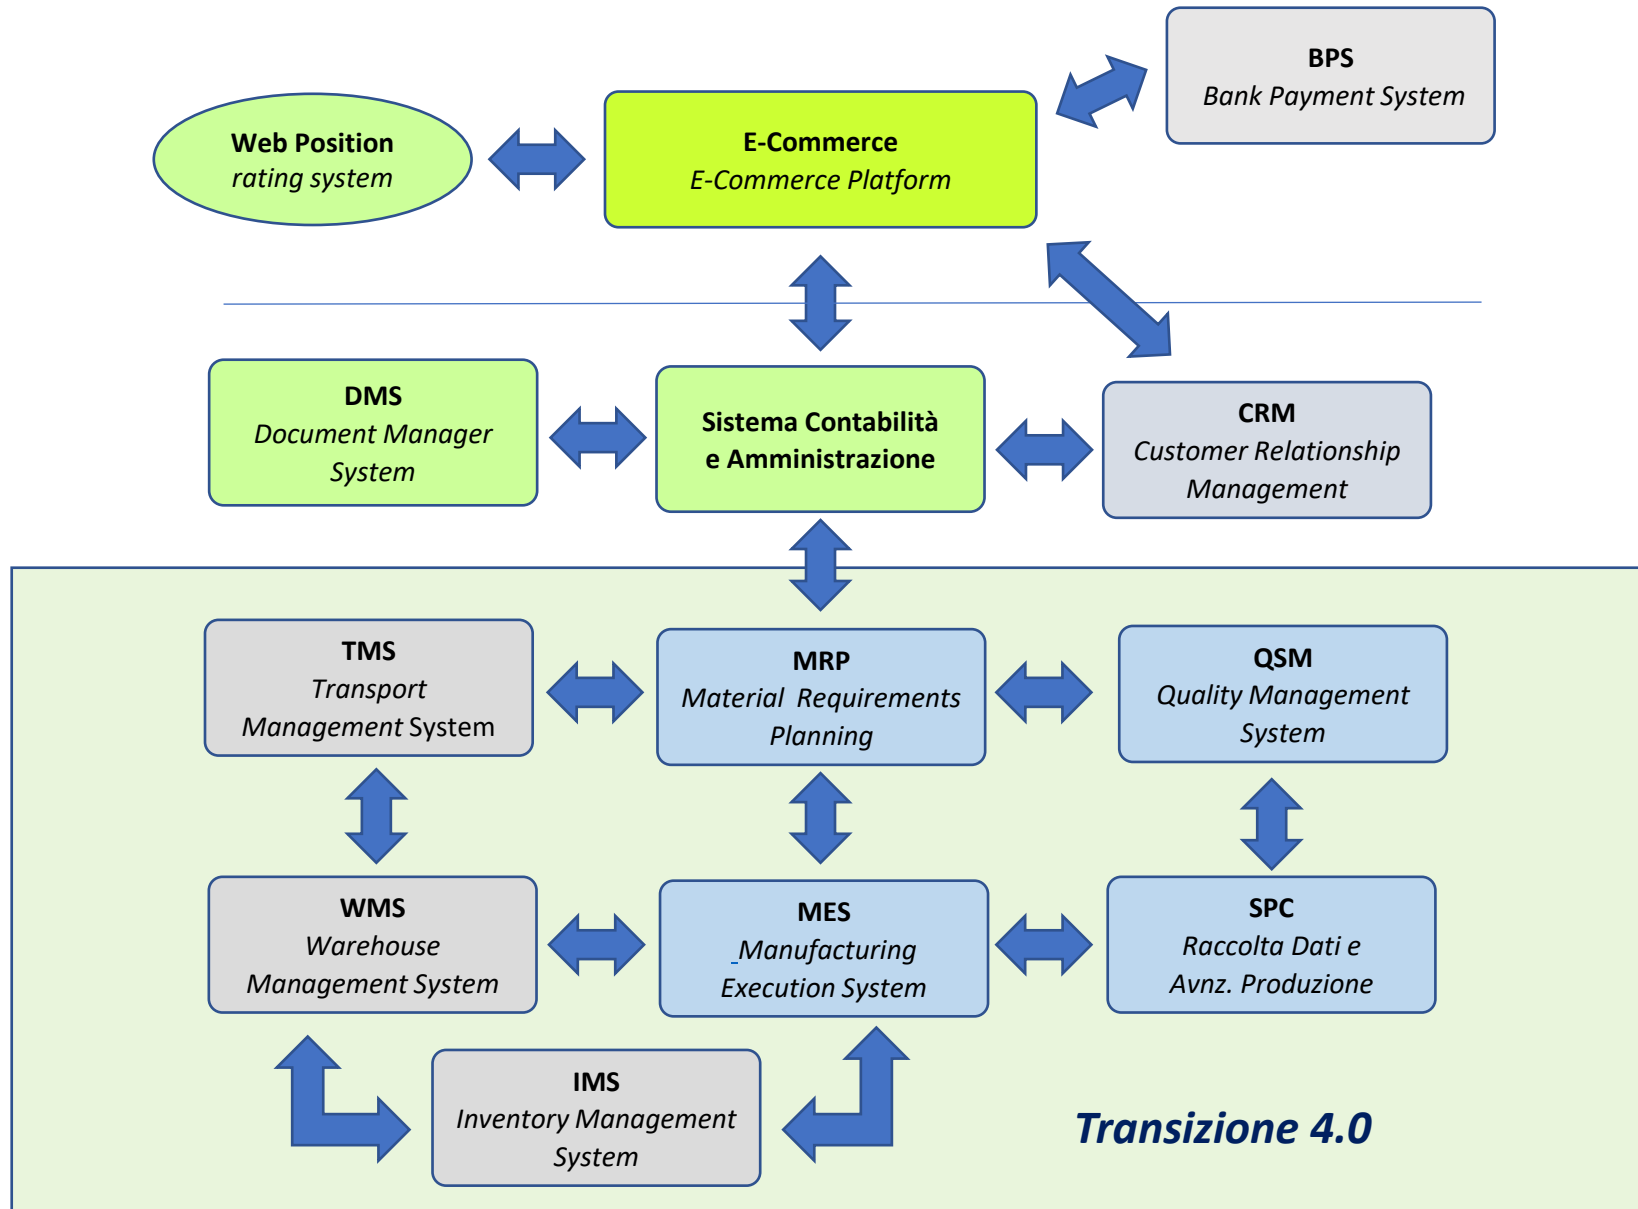 BPS
Bank Payment System
Web Position
rating system
E-Commerce
E-Commerce Platform
DMS
Document Manager
System
Sistema Contabilità
e Amministrazione
CRM
Customer Relationship
Management
TMS
Transport
Management System
MRP
Material  Requirements
Planning
QSM
Quality Management
System
WMS
Warehouse
Management System
MES
_Manufacturing
Execution System
SPC
Raccolta Dati e
Avnz. Produzione
IMS
Inventory Management
System
Transizione 4.0